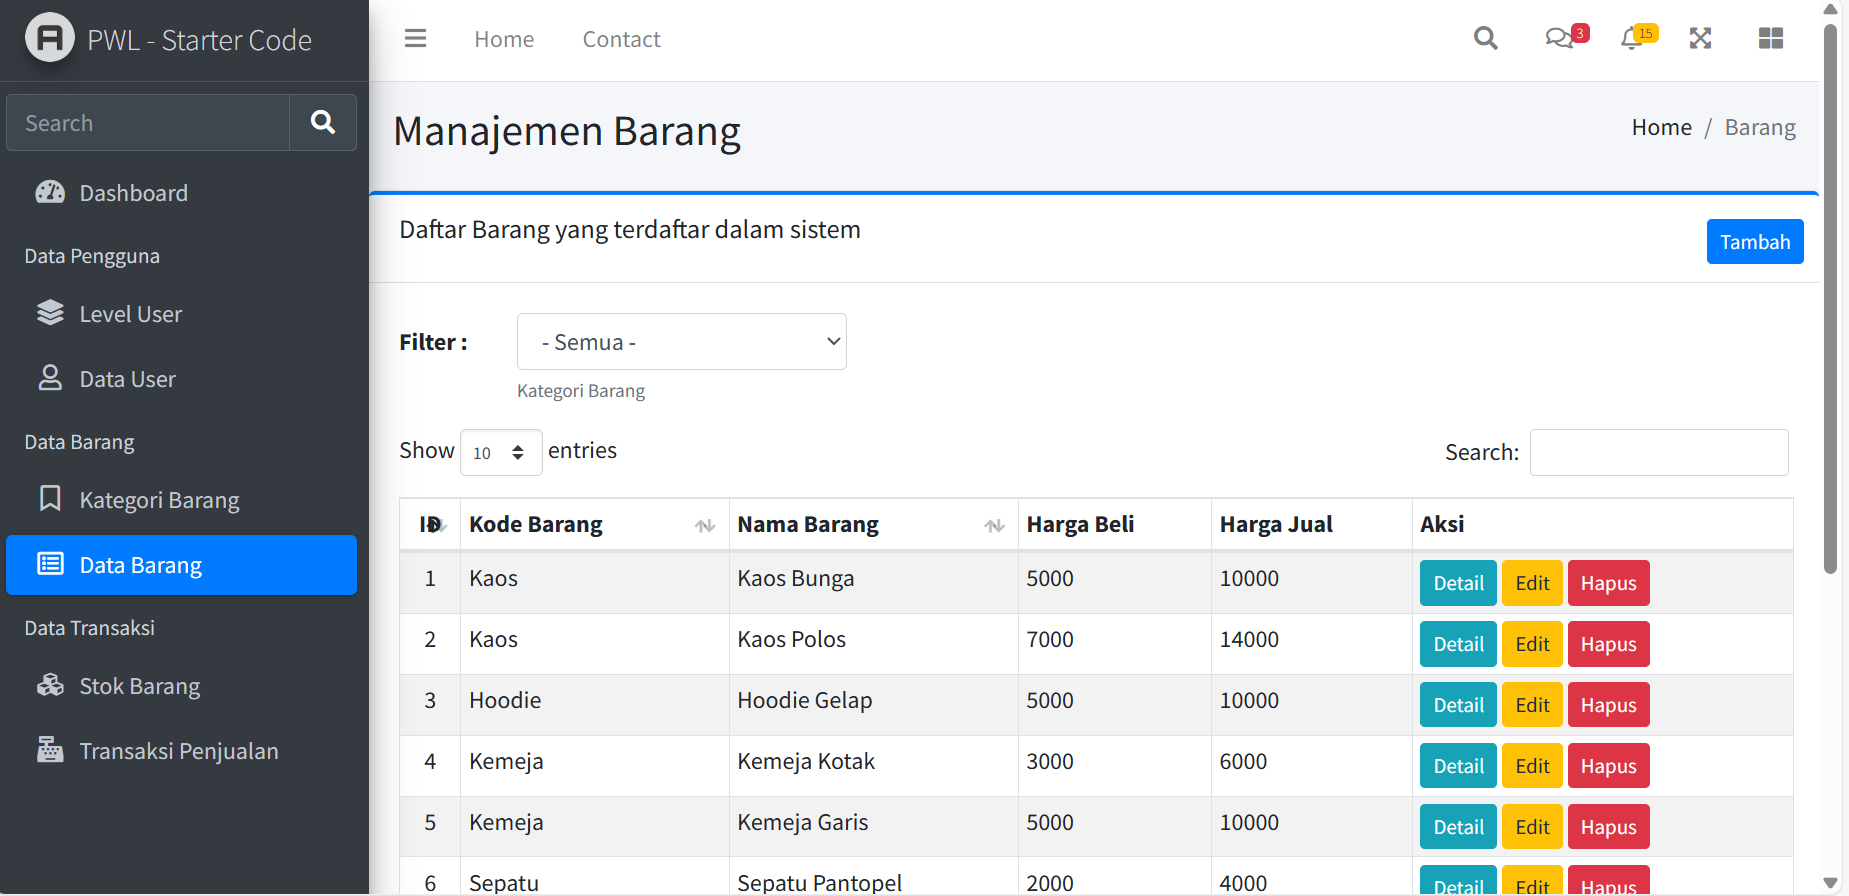 PWL - Starter Code
Search
Dashboard
Data Pengguna
Level User
Data User
Data Barang
Kategori Barang
Data Barang
Data Transaksi
Stok Barang
Transaksi Penjualan
Home Contact 3 15
Manajemen Barang
Home / Barang
Daftar Barang yang terdaftar dalam sistem
Tambah
Filter : - Semua -
Kategori Barang
Show 10 entries Search:
ID Kode Barang Nama Barang Harga Beli Harga Jual Aksi
1 Kaos Kaos Bunga 5000 10000 Detail Edit Hapus
2 Kaos Kaos Polos 7000 14000 Detail Edit Hapus
3 Hoodie Hoodie Gelap 5000 10000 Detail Edit Hapus
4 Kemeja Kemeja Kotak 3000 6000 Detail Edit Hapus
5 Kemeja Kemeja Garis 5000 10000 Detail Edit Hapus
6 Sepatu Sepatu Pantopel 2000 4000 Detail Edit Hapus